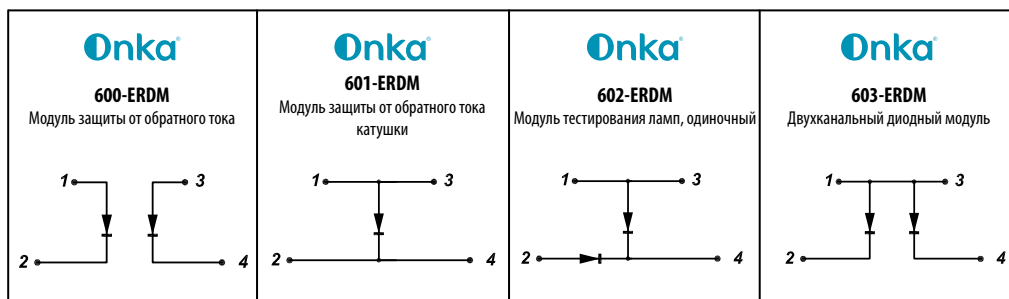 Onka
600-ERDM
Модуль защиты от обратного тока
1 3
2 4
Onka
601-ERDM
Модуль защиты от обратного тока
катушки
1 3
2 4
Onka
602-ERDM
Модуль тестирования ламп, одиночный
1 3
2 4
Onka
603-ERDM
Двухканальный диодный модуль
1 3
2 4